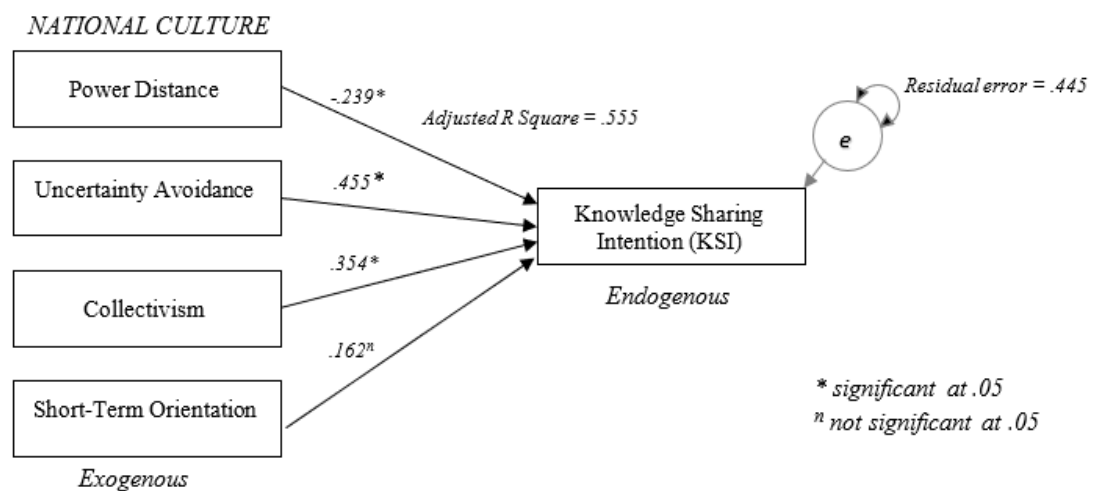 NATIONAL CULTURE
Power Distance
-.239*
Adjusted R Square = .555
Residual error = .445
e
Uncertainty Avoidance
.455*
Knowledge Sharing
Intention (KSI)
Endogenous
Collectivism
.354*
.162ⁿ
Short-Term Orientation
Exogenous
* significant at .05
ⁿ not significant at .05